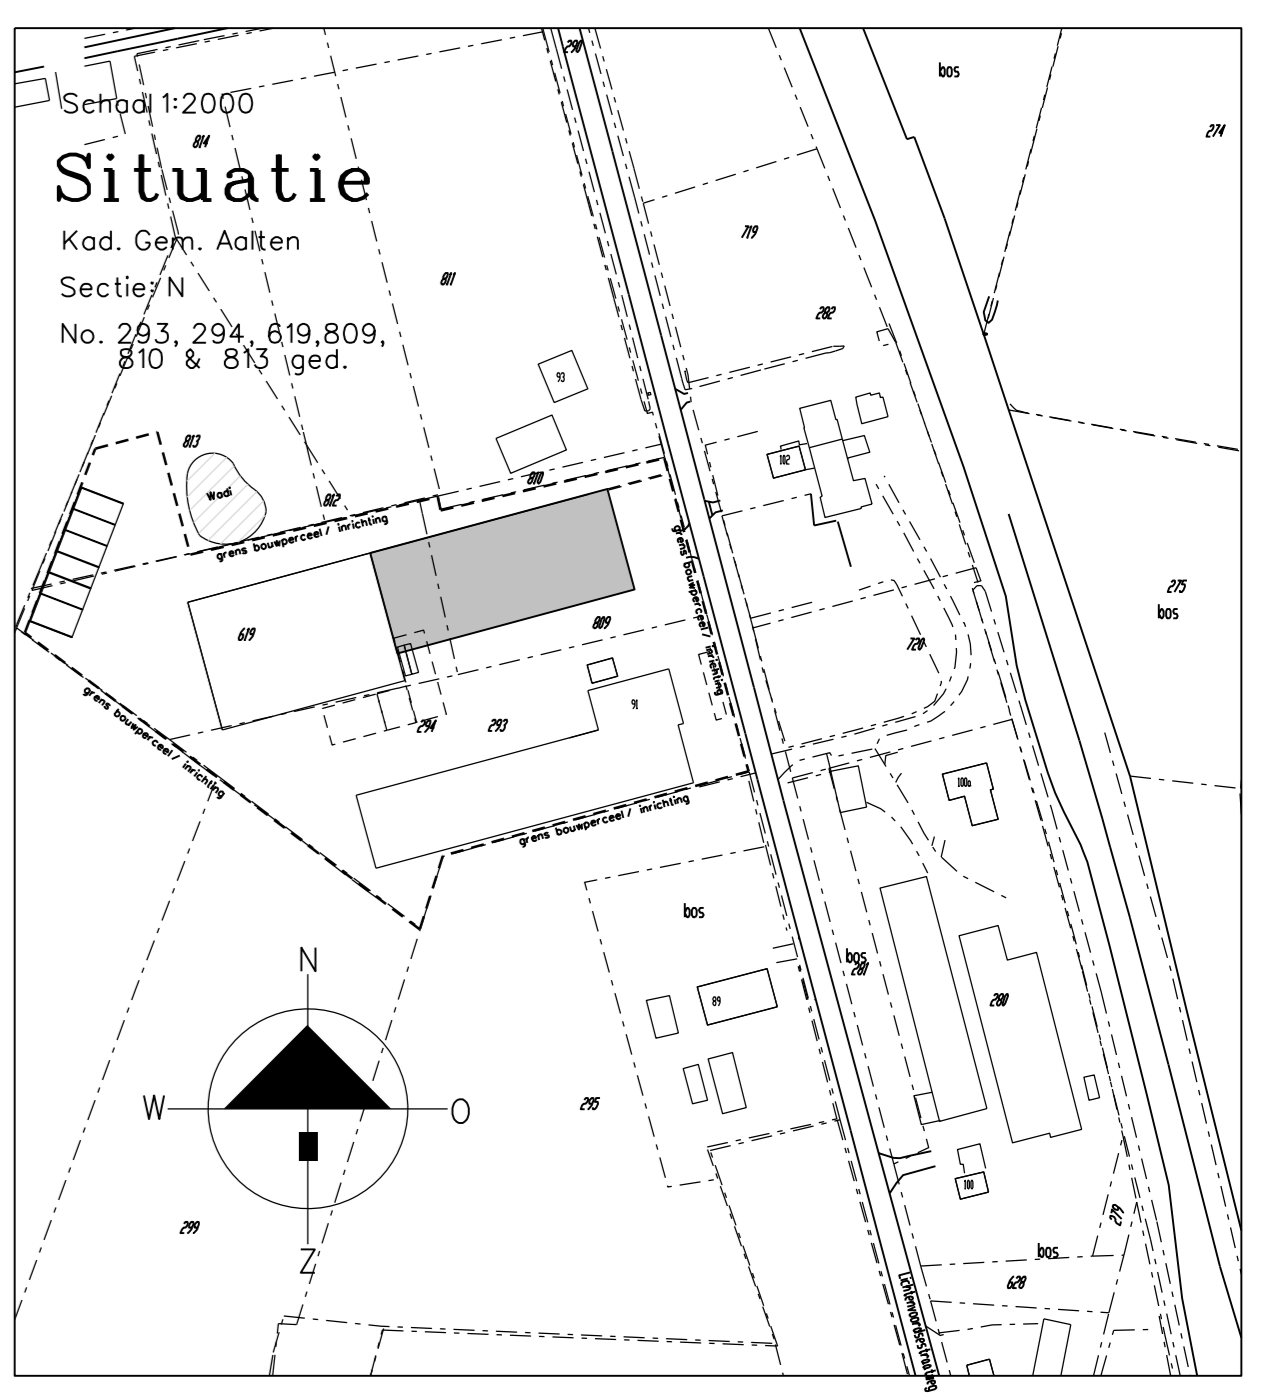 290
bos
274
Schaal 1:2000
814
Situatie
719
Kad. Gem. Aalten
811
Sectie: N
282
No. 293, 294, 619,809,
810 & 813 ged.
93
813
102
810
Wadi
812
grens bouwperceel/ inrichting
grens bouwperceel/ inrichting
275
bos
619
809
720
grens bouwperceel/ inrichting
294
293
91
100a
grens bouwperceel/ inrichting
bos
bos
281
N
89
280
W
O
295
100
279
299
Z
bos
628
Lichtenvoordsestraatweg